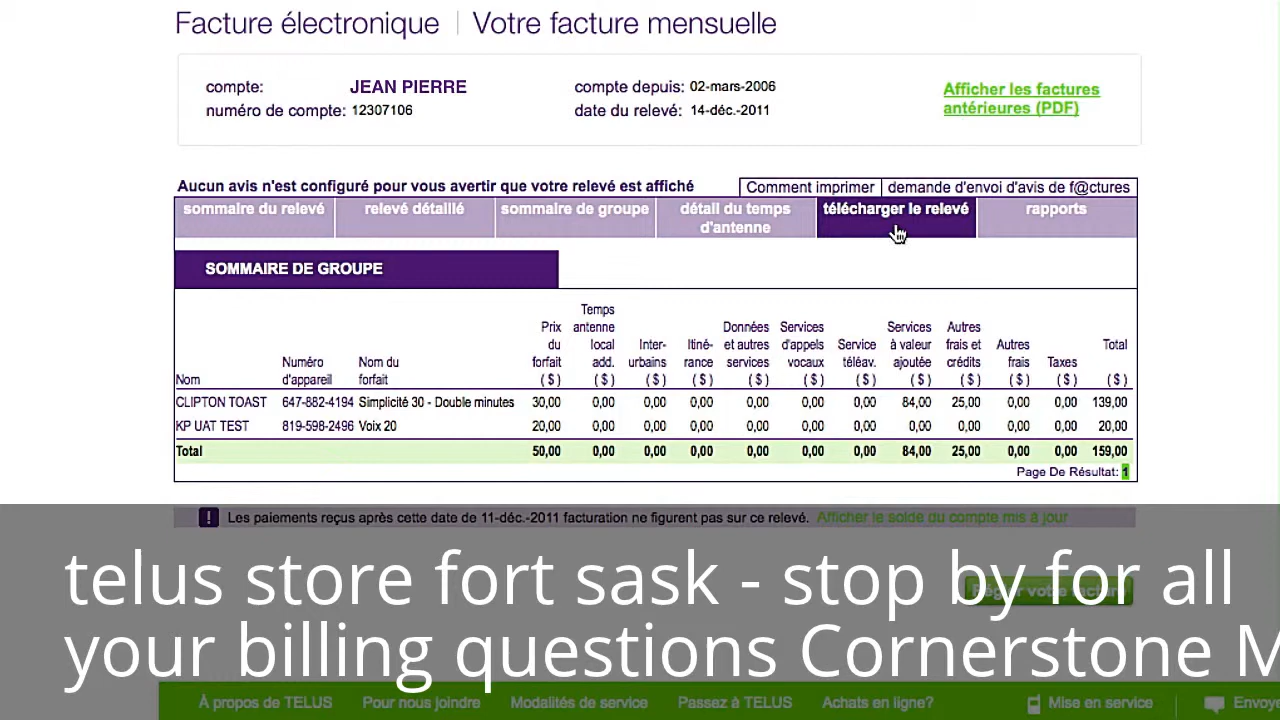 Facture électronique | Votre facture mensuelle
compte: JEAN PIERRE compte depuis: 02-mars-2006
numéro de compte: 12307106 date du relevé: 14-déc.-2011
Afficher les factures
antérieures (PDF)
Aucun avis n'est configuré pour vous avertir que votre relevé est affiché
Comment imprimer demande d'envoi d'avis de f@ctures
sommaire du relevé relevé détaillé sommaire de groupe détail du temps d'antenne télécharger le relevé rapports
SOMMAIRE DE GROUPE
Nom
Numéro d'appareil
Nom du forfait
Prix du forfait ($)
Temps antenne local add. ($)
Inter-urbains ($)
Itiné-rance ($)
Données et autres services ($)
Services d'appels vocaux ($)
Service téléav. ($)
Services à valeur ajoutée ($)
Autres frais et crédits ($)
Autres frais ($)
Taxes ($)
Total ($)
CLIPTON TOAST 647-882-4194 Simplicité 30 - Double minutes 30,00 0,00 0,00 0,00 0,00 0,00 0,00 84,00 25,00 0,00 0,00 139,00
KP UAT TEST 819-598-2496 Voix 20 20,00 0,00 0,00 0,00 0,00 0,00 0,00 0,00 0,00 0,00 0,00 20,00
Total 50,00 0,00 0,00 0,00 0,00 0,00 0,00 84,00 25,00 0,00 0,00 159,00
Page De Résultat: 1
! Les paiements reçus après cette date de 11-déc.-2011 facturation ne figurent pas sur ce relevé. Afficher le solde du compte mis à jour
telus store fort sask - stop by for all
your billing questions Cornerstone M
À propos de TELUS Pour nous joindre Modalités de service Passez à TELUS Achats en ligne? Mise en service Envoye